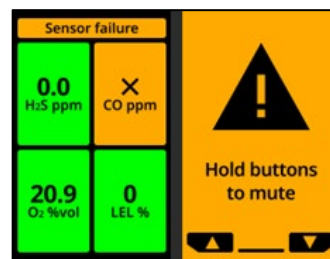 Sensor failure
0.0
H₂S ppm
×
CO ppm
20.9
O₂ %vol
0
LEL %
!
Hold buttons
to mute